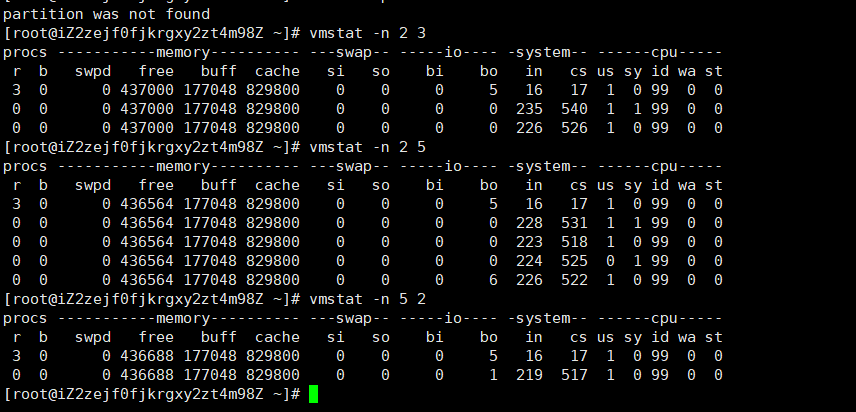 partition was not found
[root@iZ2zejf0fjkrgxy2zt4m98Z ~]# vmstat -n 2 3
procs -----------memory---------- ---swap-- -----io---- -system-- ------cpu-----
 r  b   swpd   free   buff  cache   si   so    bi    bo   in   cs us sy id wa st
 3  0      0 437000 177048 829800    0    0     0     5   16   17  1  0 99  0  0
 0  0      0 437000 177048 829800    0    0     0     0  235  540  1  1 99  0  0
 0  0      0 437000 177048 829800    0    0     0     0  226  526  1  0 99  0  0
[root@iZ2zejf0fjkrgxy2zt4m98Z ~]# vmstat -n 2 5
procs -----------memory---------- ---swap-- -----io---- -system-- ------cpu-----
 r  b   swpd   free   buff  cache   si   so    bi    bo   in   cs us sy id wa st
 3  0      0 436564 177048 829800    0    0     0     5   16   17  1  0 99  0  0
 0  0      0 436564 177048 829800    0    0     0     0  228  531  1  1 99  0  0
 0  0      0 436564 177048 829800    0    0     0     0  223  518  1  0 99  0  0
 0  0      0 436564 177048 829800    0    0     0     0  224  525  0  1 99  0  0
 0  0      0 436564 177048 829800    0    0     0     6  226  522  1  0 99  0  0
[root@iZ2zejf0fjkrgxy2zt4m98Z ~]# vmstat -n 5 2
procs -----------memory---------- ---swap-- -----io---- -system-- ------cpu-----
 r  b   swpd   free   buff  cache   si   so    bi    bo   in   cs us sy id wa st
 3  0      0 436688 177048 829800    0    0     0     5   16   17  1  0 99  0  0
 0  0      0 436688 177048 829800    0    0     0     1  219  517  1  0 99  0  0
[root@iZ2zejf0fjkrgxy2zt4m98Z ~]#